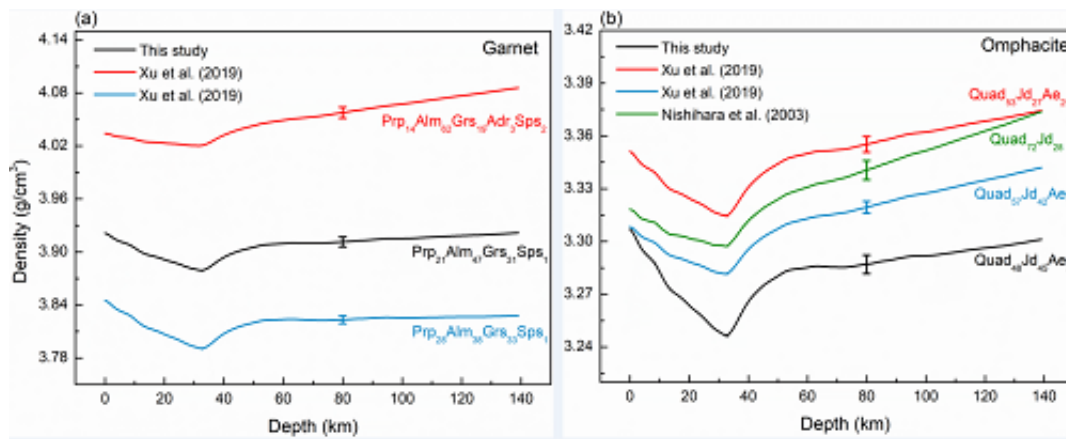 (a)
Garnet
This study
Xu et al. (2019)
Xu et al. (2019)
4.14
4.08
4.02
3.96
3.90
3.84
3.78
Density (g/cm³)
Prp₁₄Alm₆₂Grs₁₉Adr₃Sps₂
Prp₂₁Alm₄₇Grs₃₁Sps₁
Prp₂₈Alm₃₈Grs₃₃Sps₁
0 20 40 60 80 100 120 140
Depth (km)
(b)
Omphacite
This study
Xu et al. (2019)
Xu et al. (2019)
Nishihara et al. (2003)
3.42
3.39
3.36
3.33
3.30
3.27
3.24
Quad₇₂Jd₂₈
Quad₅₇Jd₄₂Ae
0 20 40 60 80 100 120 140
Depth (km)